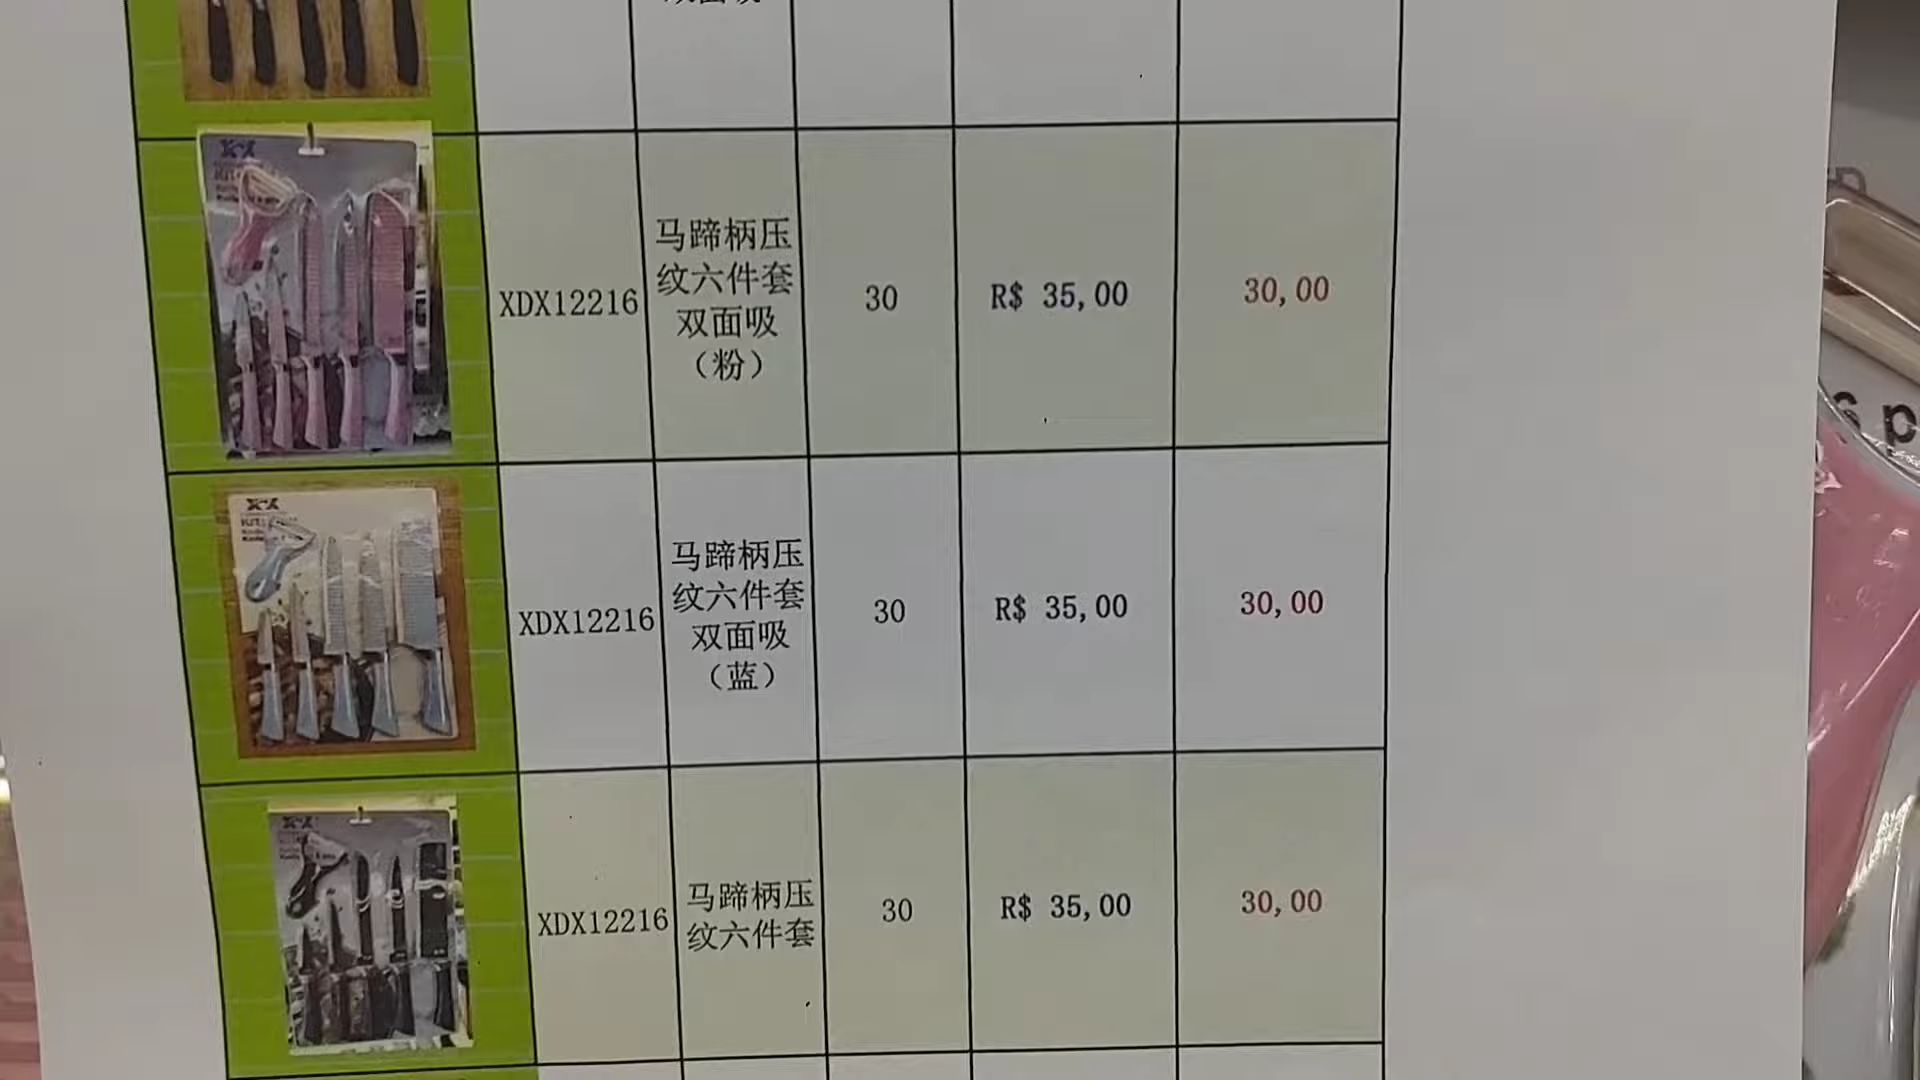 XDX12216
马蹄柄压
纹六件套
双面吸
（粉）
30
R$ 35,00
30,00
XDX12216
马蹄柄压
纹六件套
双面吸
（蓝）
30
R$ 35,00
30,00
XDX12216
马蹄柄压
纹六件套
30
R$ 35,00
30,00